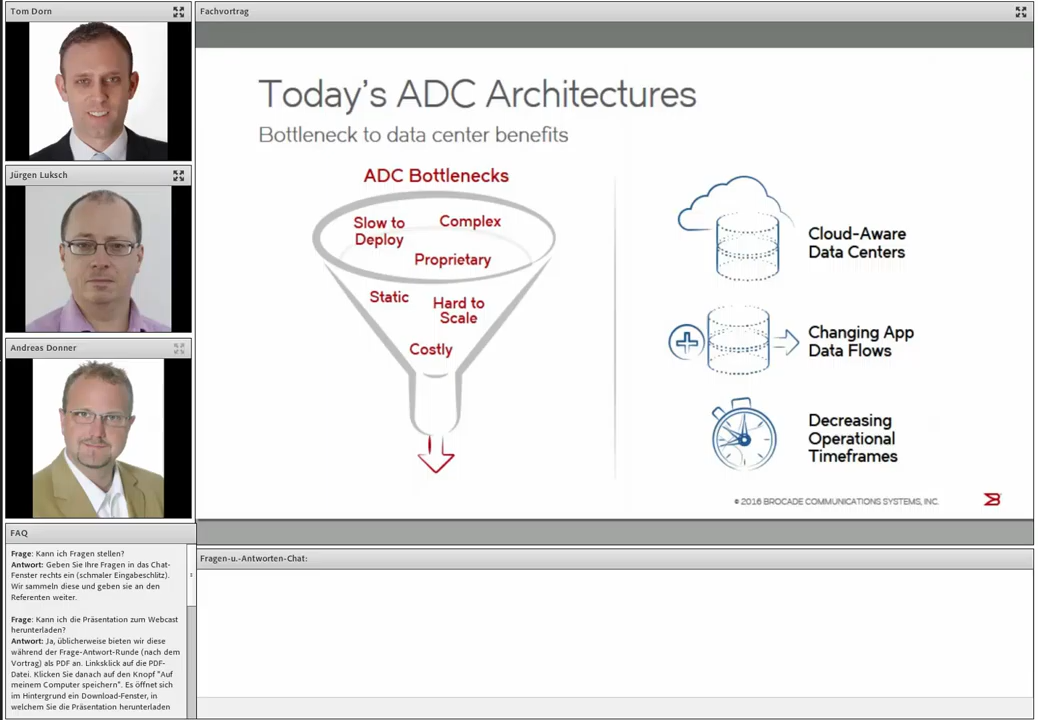 Tom Dorn
Jürgen Luksch
Andreas Donner
FAQ
Frage: Kann ich Fragen stellen?
Antwort: Geben Sie Ihre Fragen in das Chat-
Fenster rechts ein (schmaler Eingabeschlitz).
Wir sammeln diese und geben sie an den
Referenten weiter.
Frage: Kann ich die Präsentation zum Webcast
herunterladen?
Antwort: Ja, üblicherweise bieten wir diese
während der Frage-Antwort-Runde (nach dem
Vortrag) als PDF an. Linksklick auf die PDF-
Datei. Klicken Sie danach auf den Knopf "Auf
meinem Computer speichern". Es öffnet sich
im Hintergrund ein Download-Fenster, in
welchem Sie die Präsentation herunterladen
Fachvortrag
Today's ADC Architectures
Bottleneck to data center benefits
ADC Bottlenecks
Slow to
Deploy
Complex
Proprietary
Static
Hard to
Scale
Costly
Cloud-Aware
Data Centers
Changing App
Data Flows
Decreasing
Operational
Timeframes
© 2016 BROCADE COMMUNICATIONS SYSTEMS, INC.
Fragen-u.-Antworten-Chat: